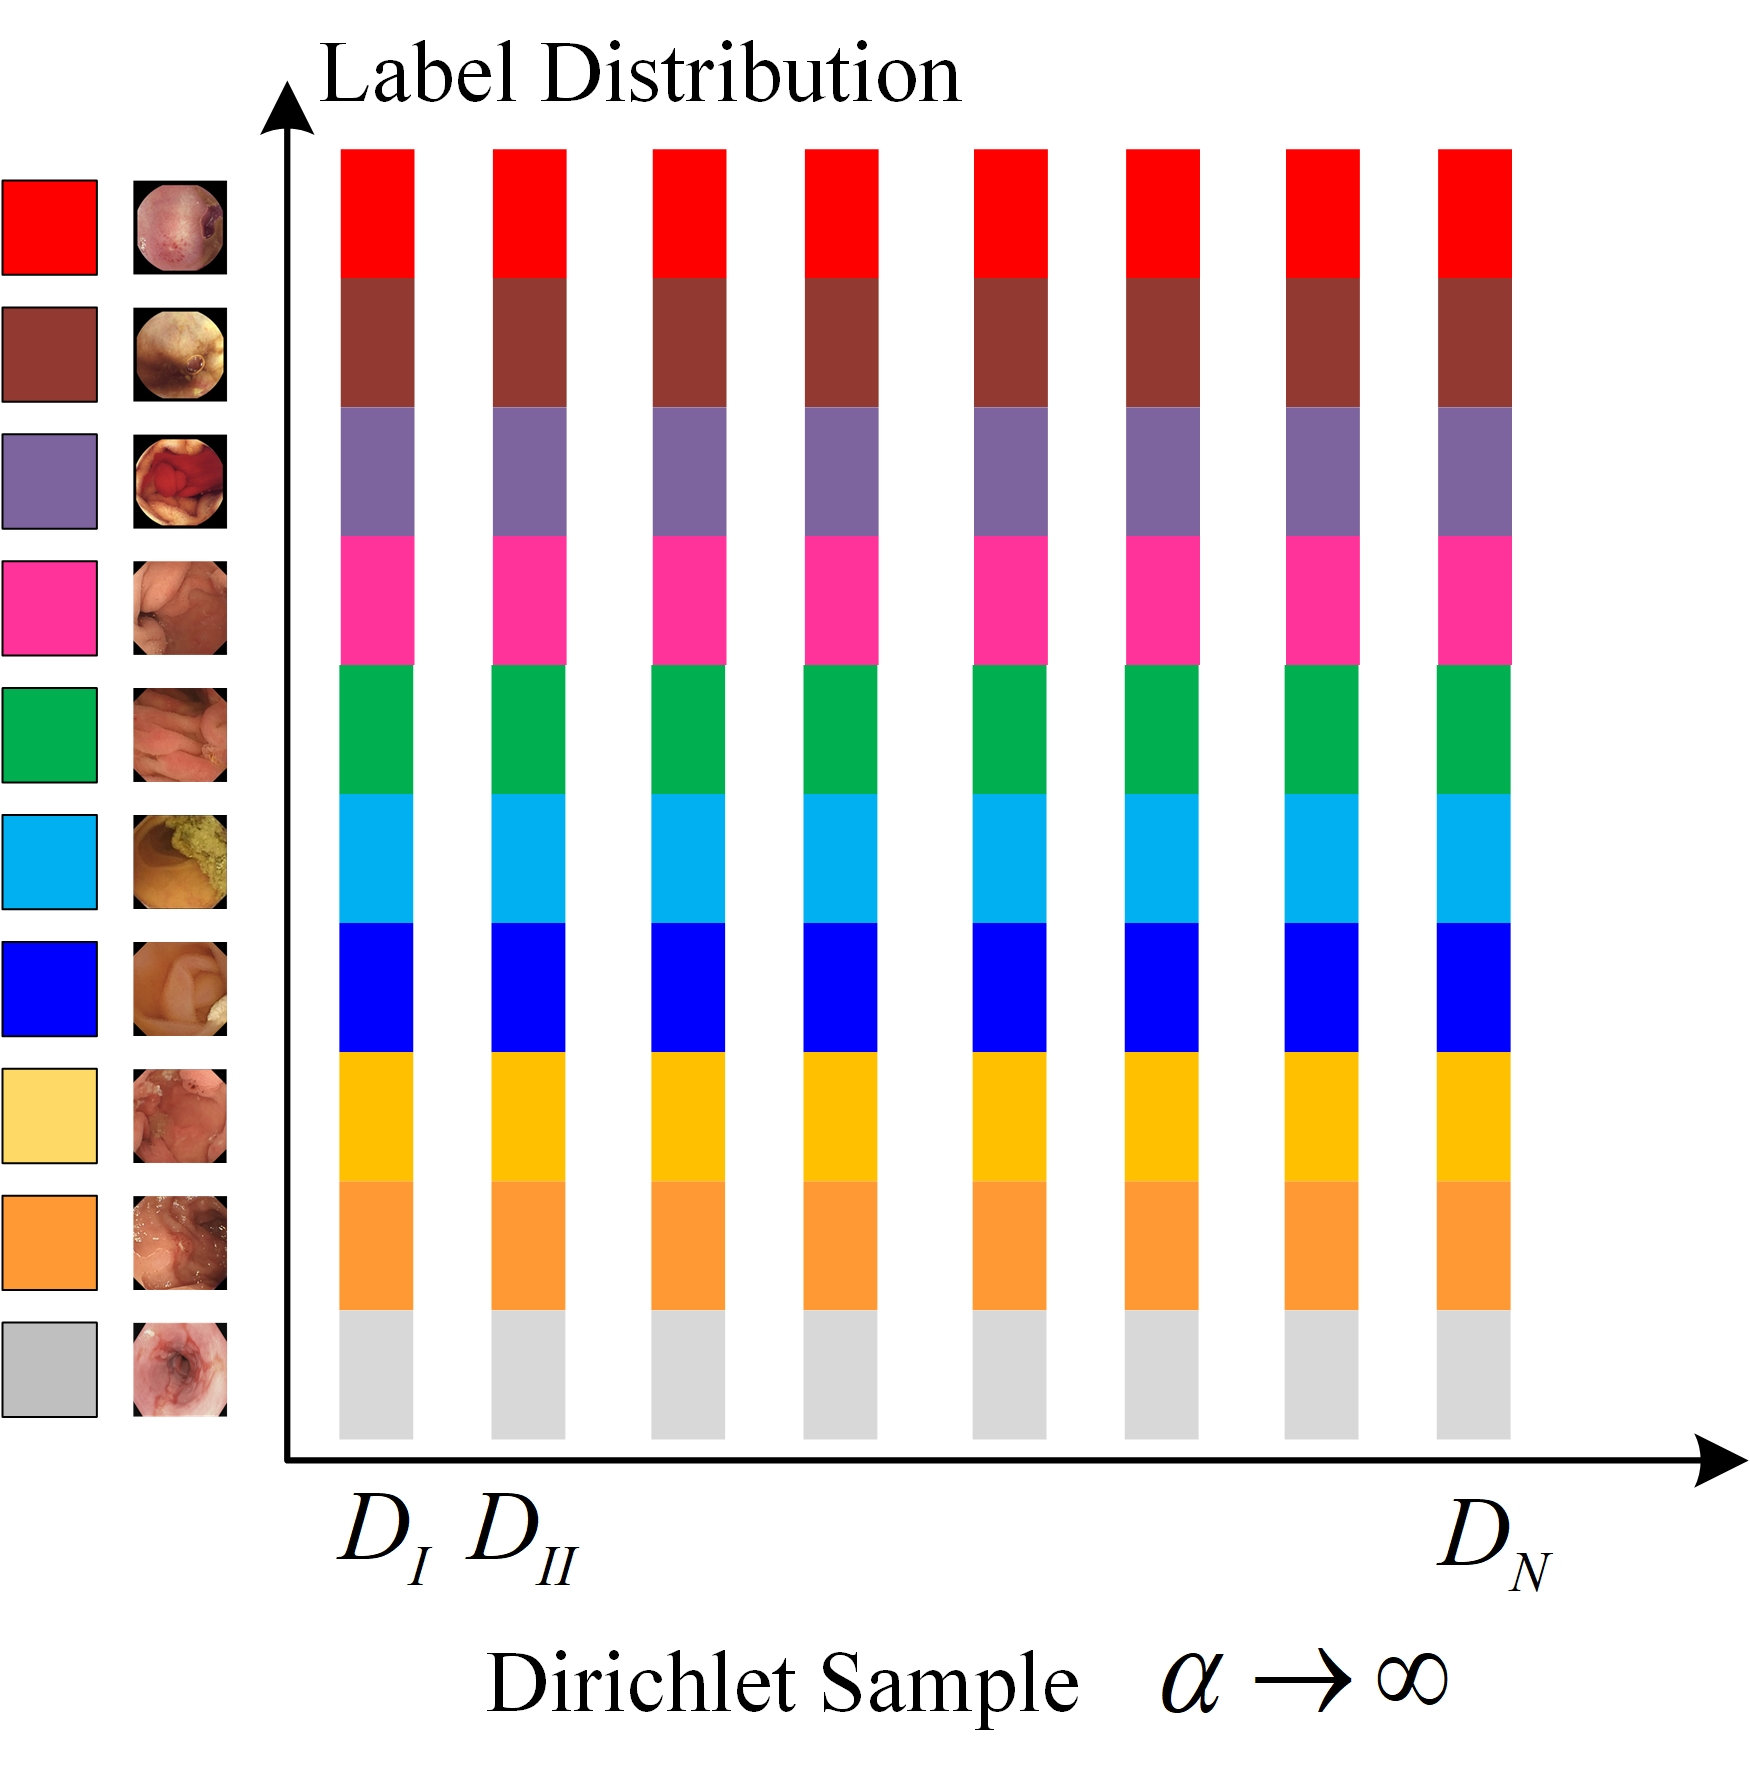 Label Distribution
D_I D_II D_N
Dirichlet Sample α → ∞